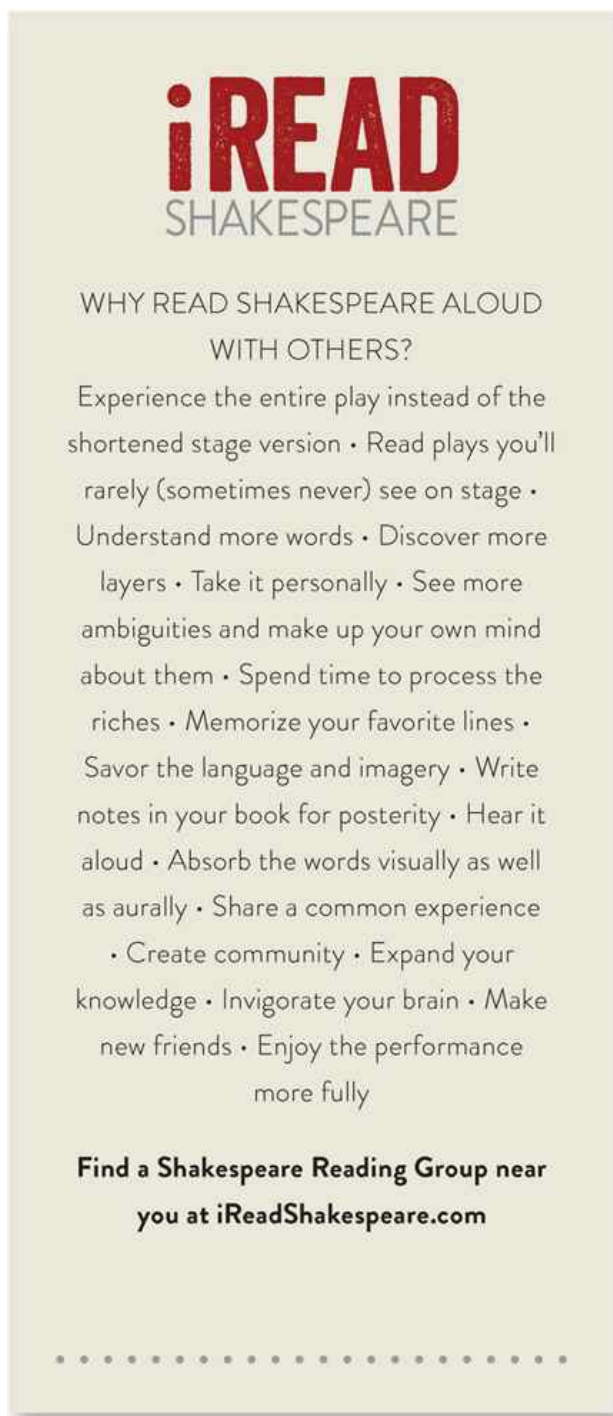 iREAD
SHAKESPEARE
WHY READ SHAKESPEARE ALOUD
WITH OTHERS?
Experience the entire play instead of the
shortened stage version • Read plays you'll
rarely (sometimes never) see on stage •
Understand more words • Discover more
layers • Take it personally • See more
ambiguities and make up your own mind
about them • Spend time to process the
riches • Memorize your favorite lines •
Savor the language and imagery • Write
notes in your book for posterity • Hear it
aloud • Absorb the words visually as well
as aurally • Share a common experience
• Create community • Expand your
knowledge • Invigorate your brain • Make
new friends • Enjoy the performance
more fully
Find a Shakespeare Reading Group near
you at iReadShakespeare.com